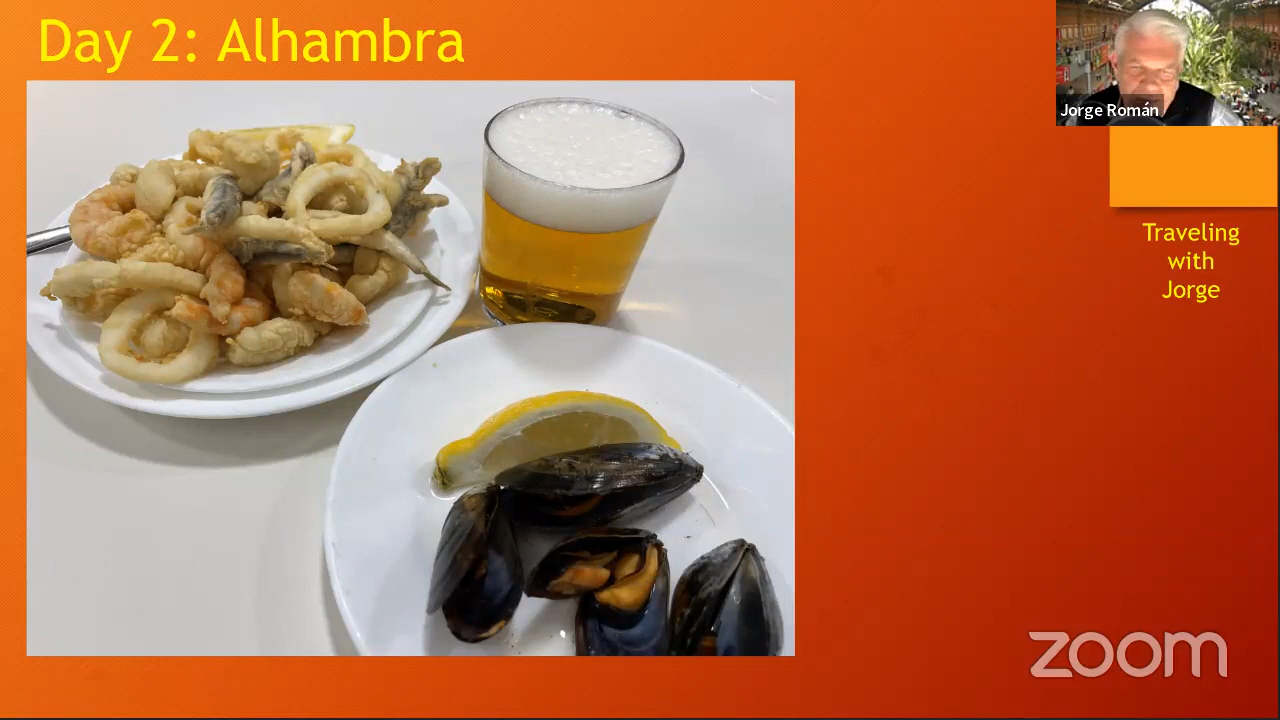 Day 2: Alhambra
Jorge Román
Traveling
with
Jorge
zoom